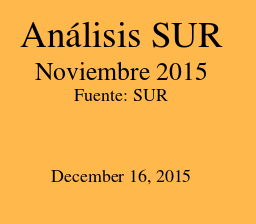 Análisis SUR
Noviembre 2015
Fuente: SUR
December 16, 2015